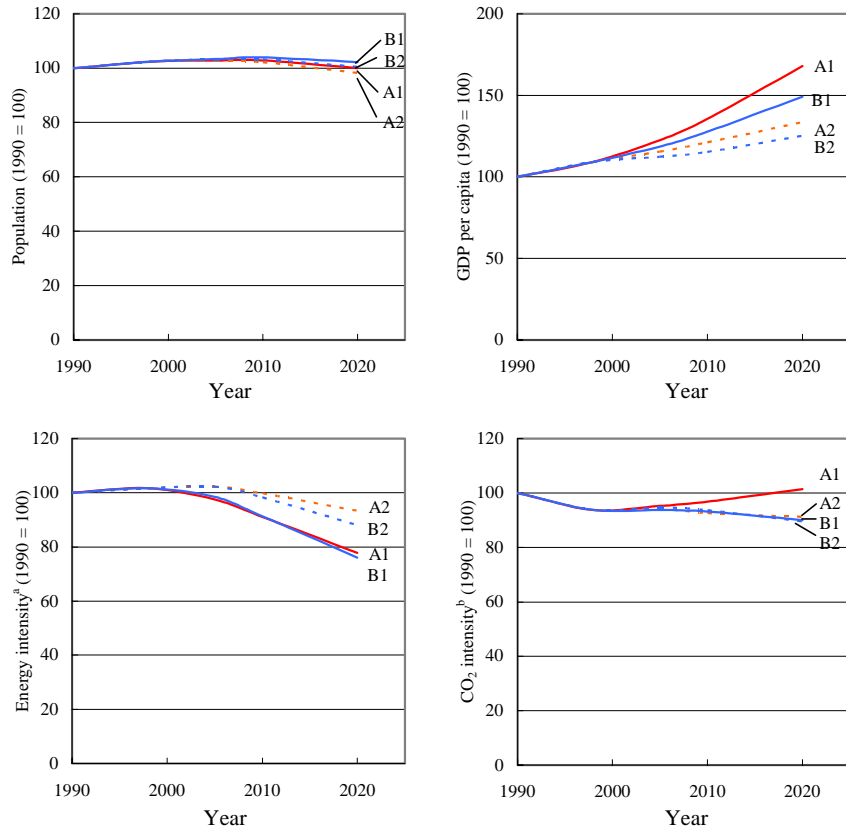 Population (1990 = 100)
120
100
80
60
40
20
0
B1
B2
A1
A2
1990 2000 2010 2020
Year
GDP per capita (1990 = 100)
200
150
100
50
0
A1
B1
A2
B2
1990 2000 2010 2020
Year
Energy intensityᵃ (1990 = 100)
120
100
80
60
40
20
0
A2
B2
A1
B1
1990 2000 2010 2020
Year
CO₂ intensityᵇ (1990 = 100)
120
100
80
60
40
20
0
A1
A2
B1
B2
1990 2000 2010 2020
Year